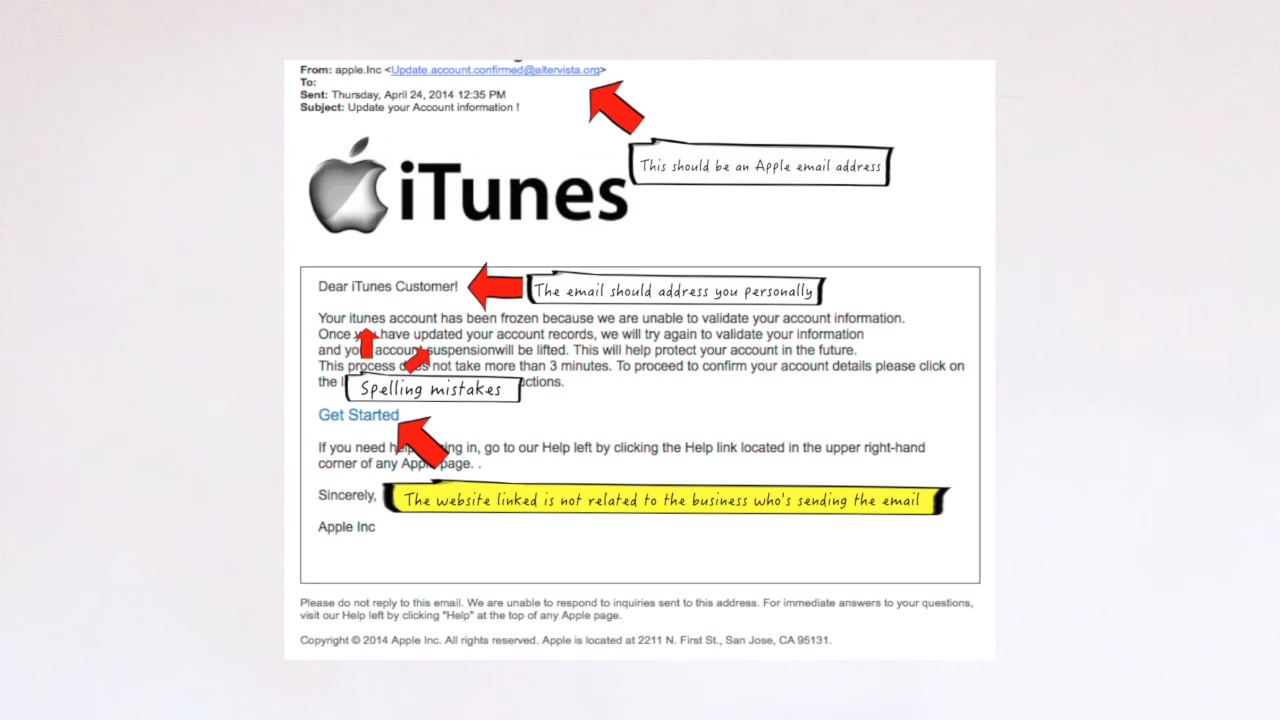 From: apple.Inc <Update.account.confirmed@altervista.org>
To:
Sent: Thursday, April 24, 2014 12:35 PM
Subject: Update your Account information !
This should be an Apple email address
iTunes
Dear iTunes Customer!
The email should address you personally
Your itunes account has been frozen because we are unable to validate your account information.
Once have updated your account records, we will try again to validate your information
and account suspensionwill be lifted. This will help protect your account in the future.
This process not take more than 3 minutes. To proceed to confirm your account details please click on
the
Spelling mistakes
Get Started
If you need in, go to our Help left by clicking the Help link located in the upper right-hand
corner of any page. .
Sincerely,
The website linked is not related to the business who's sending the email
Apple Inc
Please do not reply to this email. We are unable to respond to inquiries sent to this address. For immediate answers to your questions,
visit our Help left by clicking "Help" at the top of any Apple page.
Copyright © 2014 Apple Inc. All rights reserved. Apple is located at 2211 N. First St., San Jose, CA 95131.